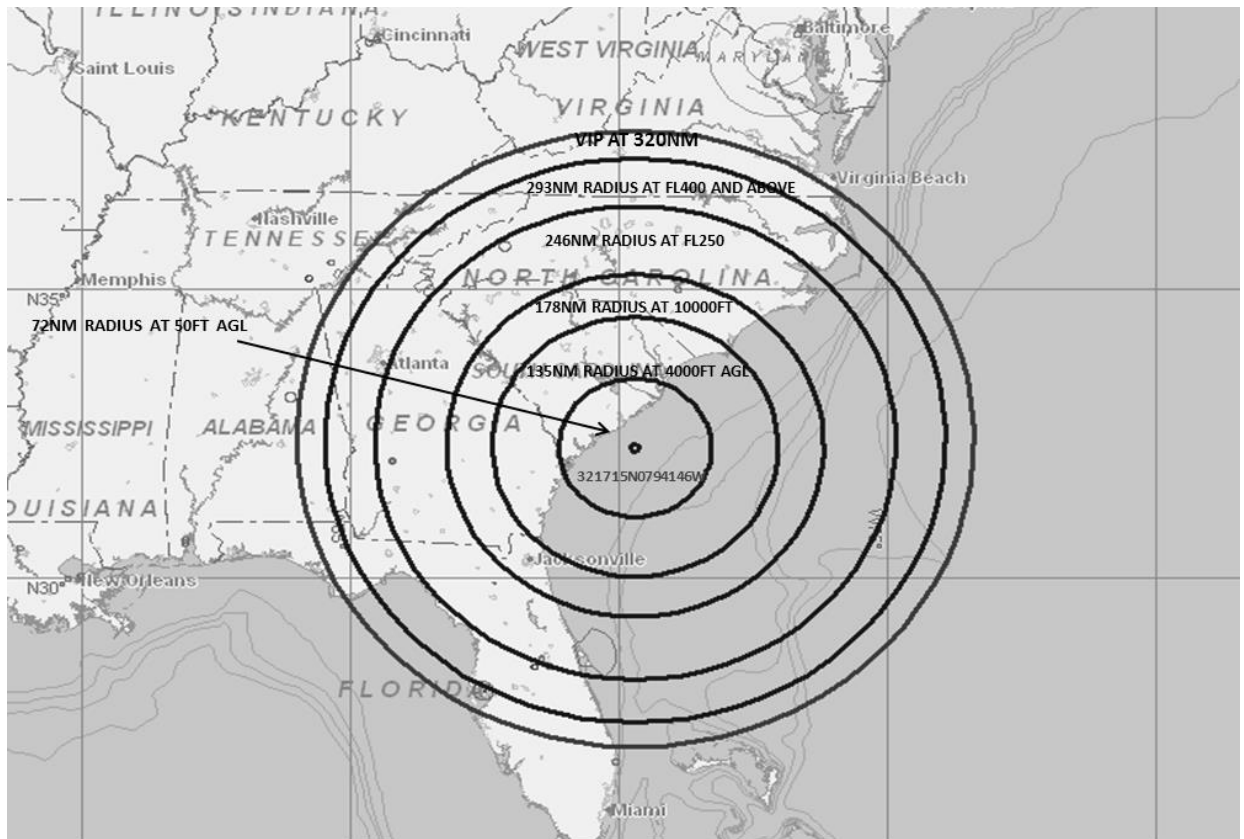 ILLINOIS
INDIANA
Cincinnati
Baltimore
Saint Louis
WEST VIRGINIA
MARYLAND
KENTUCKY
VIRGINIA
VIP AT 320NM
Virginia Beach
293NM RADIUS AT FL400 AND ABOVE
Nashville
TENNESSEE
246NM RADIUS AT FL250
Memphis
NORTH CAROLINA
N35°
178NM RADIUS AT 10000FT
72NM RADIUS AT 50FT AGL
Atlanta
135NM RADIUS AT 4000FT AGL
MISSISSIPPI
ALABAMA
GEORGIA
321715N0794146W
OUISIANA
Jacksonville
New Orleans
N30°
FLORIDA
Miami